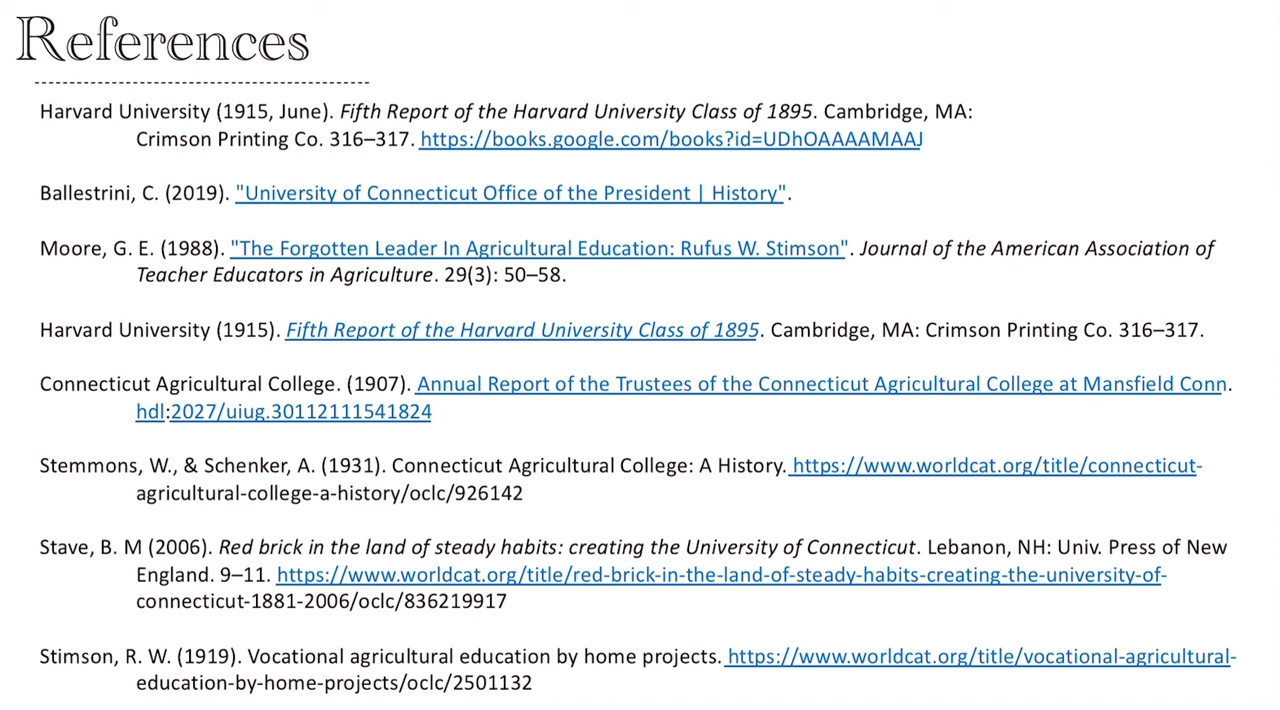 References
Harvard University (1915, June). Fifth Report of the Harvard University Class of 1895. Cambridge, MA:
Crimson Printing Co. 316–317. https://books.google.com/books?id=UDhOAAAAMAAJ
Ballestrini, C. (2019). "University of Connecticut Office of the President | History".
Moore, G. E. (1988). "The Forgotten Leader In Agricultural Education: Rufus W. Stimson". Journal of the American Association of
Teacher Educators in Agriculture. 29(3): 50–58.
Harvard University (1915). Fifth Report of the Harvard University Class of 1895. Cambridge, MA: Crimson Printing Co. 316–317.
Connecticut Agricultural College. (1907). Annual Report of the Trustees of the Connecticut Agricultural College at Mansfield Conn.
hdl:2027/uiug.30112111541824
Stemmons, W., & Schenker, A. (1931). Connecticut Agricultural College: A History. https://www.worldcat.org/title/connecticut-
agricultural-college-a-history/oclc/926142
Stave, B. M (2006). Red brick in the land of steady habits: creating the University of Connecticut. Lebanon, NH: Univ. Press of New
England. 9–11. https://www.worldcat.org/title/red-brick-in-the-land-of-steady-habits-creating-the-university-of-
connecticut-1881-2006/oclc/836219917
Stimson, R. W. (1919). Vocational agricultural education by home projects. https://www.worldcat.org/title/vocational-agricultural-
education-by-home-projects/oclc/2501132